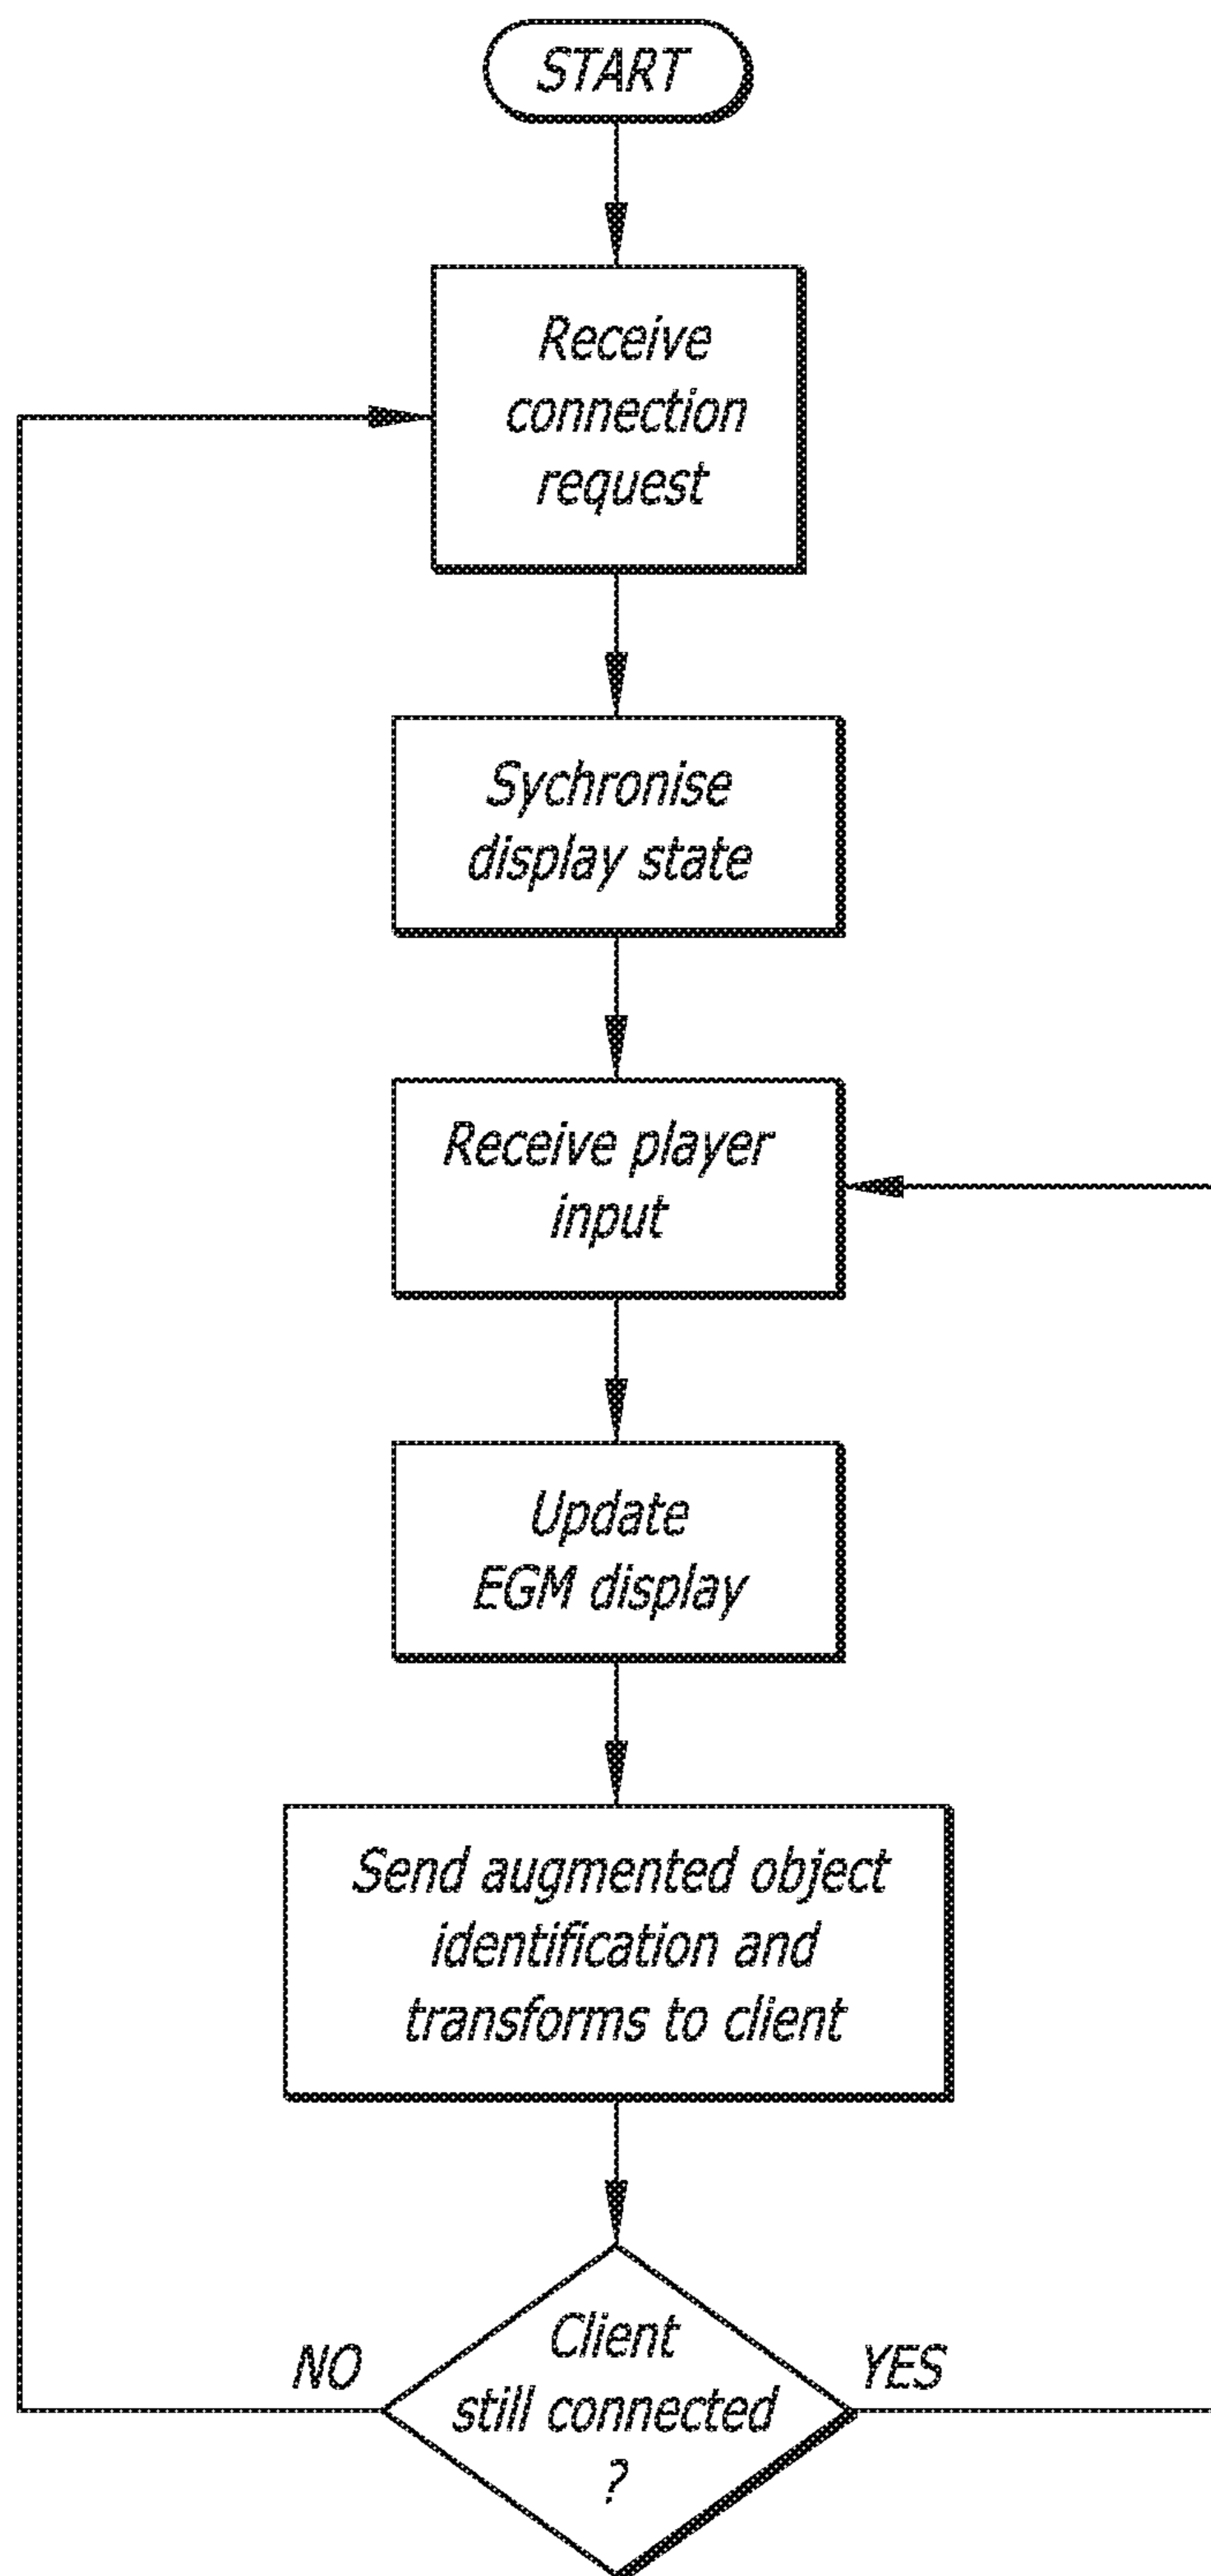 START
Receive
connection
request
Sychronise
display state
Receive player
input
Update
EGM display
Send augmented object
identification and
transforms to client
Client
still connected
?
NO
YES